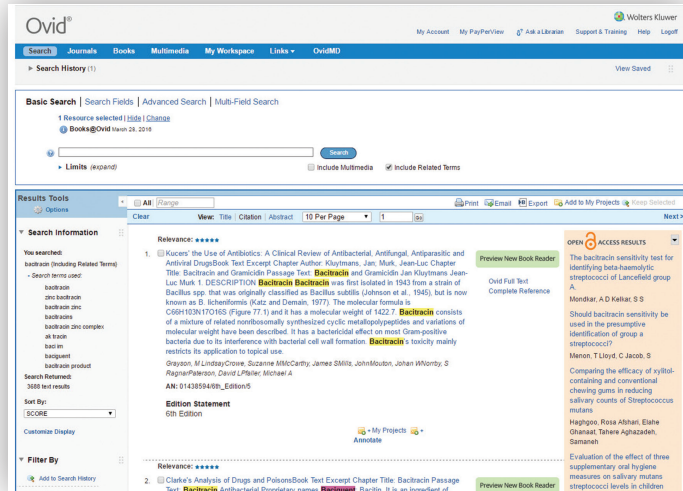 Ovid®
Wolters Kluwer
My Account My PayPerView Ask a Librarian Support & Training Help Logoff
Search Journals Books Multimedia My Workspace Links OvidMD
Search History (1)
View Saved
Basic Search | Search Fields | Advanced Search | Multi-Field Search
1 Resource selected | Hide | Change
Books@Ovid March 28, 2016
Search
Limits (expand)
Include Multimedia Include Related Terms
Results Tools
Options
Search Information
You searched:
bacitracin (Including Related Terms)
- Search terms used:
bacitracin
zinc bacitracin
bacitracin zinc
bacitracins
bacitracin zinc complex
ak tracin
baci im
baciguent
bacitracin product
Search Returned:
3688 text results
Sort By:
SCORE
Customize Display
Filter By
Add to Search History
All Range
Print Email Export Add to My Projects Keep Selected
Clear View: Title | Citation | Abstract 10 Per Page 1 Go Next
Relevance:
1. Kucers' the Use of Antibiotics: A Clinical Review of Antibacterial, Antifungal, Antiparasitic and
Antiviral DrugsBook Text Excerpt Chapter Author: Kluytmans, Jan; Murk, Jean-Luc Chapter
Title: Bacitracin and Gramicidin Passage Text: Bacitracin and Gramicidin Jan Kluytmans Jean-
Luc Murk 1. DESCRIPTION Bacitracin Bacitracin was first isolated in 1943 from a strain of
Bacillus spp. that was originally classified as Bacillus subtilis (Johnson et al., 1945), but is now
known as B. licheniformis (Katz and Demain, 1977). The molecular formula is
C66H103N17O16S (Figure 77.1) and it has a molecular weight of 1422.7. Bacitracin consists
of a mixture of related nonribosomally synthesized cyclic metallopolypeptides and variations of
molecular weight have been described. It has a bactericidal effect on most Gram-positive
bacteria due to its interference with bacterial cell wall formation. Bacitracin's toxicity mainly
restricts its application to topical use.
Grayson, M LindsayCrowe, Suzanne MMcCarthy, James SMills, JohnMouton, Johan WNorrby, S
RagnarPaterson, David LPfaller, Michael A
AN: 01438594/6th_Edition/5
Edition Statement
6th Edition
+ My Projects +
Annotate
Preview New Book Reader
Ovid Full Text
Complete Reference
Relevance:
2. Clarke's Analysis of Drugs and PoisonsBook Text Excerpt Chapter Title: Bacitracin Passage
Text: Bacitracin Antibacterial Proprietary names Baciguent, Bacitin. It is an ingredient of
Preview New Book Reader
OPEN ACCESS RESULTS
The bacitracin sensitivity test for
identifying beta-haemolytic
streptococci of Lancefield group
A.
Mondkar, A D Kelkar, S S
Should bacitracin sensitivity be
used in the presumptive
identification of group a
streptococci?
Menon, T Lloyd, C Jacob, S
Comparing the efficacy of xylitol-
containing and conventional
chewing gums in reducing
salivary counts of Streptococcus
mutans
Haghgoo, Rosa Afshari, Elahe
Ghanaat, Tahere Aghazadeh,
Samaneh
Evaluation of the effect of three
supplementary oral hygiene
measures on salivary mutans
streptococci levels in children